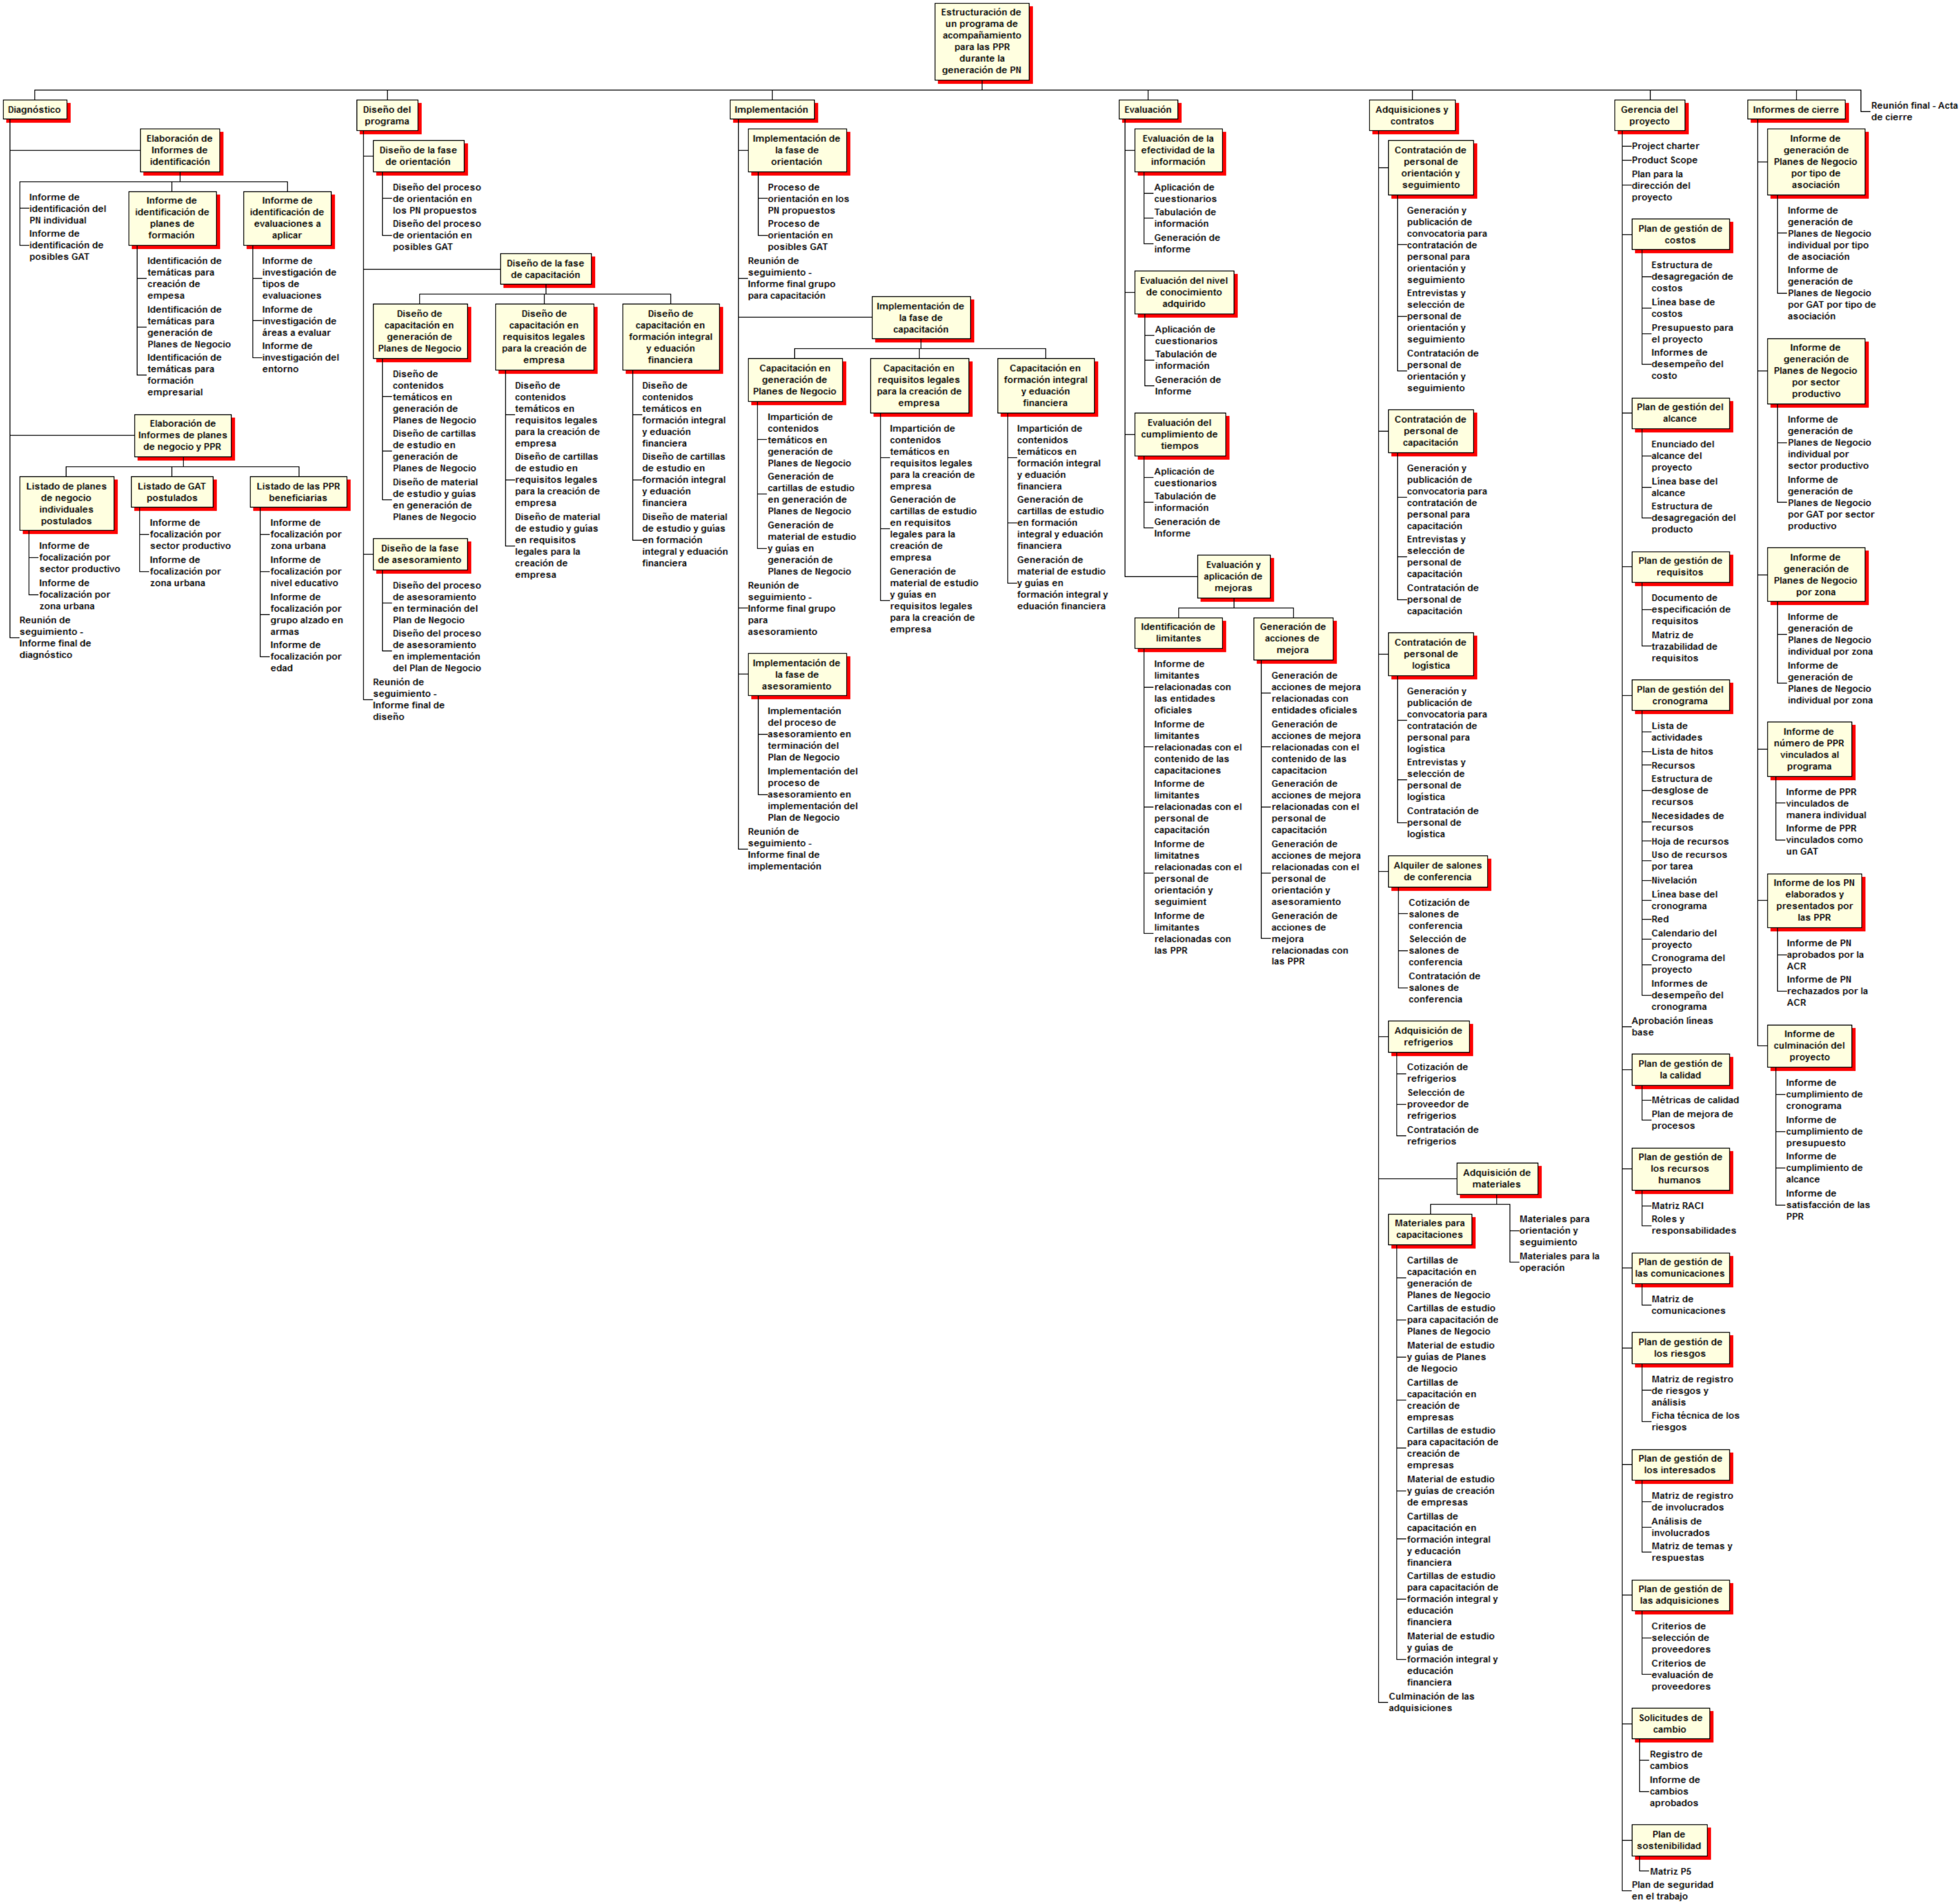 Estructuración de
un programa de
acompañamiento
para las PPR
durante la
generación de PN
Diagnóstico
Elaboración de
Informes de
identificación
Informe de
identificación del
PN individual
Informe de
identificación de
posibles GAT
Informe de
identificación de
planes de
formación
Identificación de
temáticas para
creación de
empesa
Identificación de
temáticas para
generación de
Planes de Negocio
Identificación de
temáticas para
formación
empresarial
Informe de
identificación de
evaluaciones a
aplicar
Informe de
investigación de
tipos de
evaluaciones
Informe de
investigación de
áreas a evaluar
Informe de
investigación del
entorno
Elaboración de
Informes de planes
de negocio y PPR
Listado de planes
de negocio
individuales
postulados
Informe de
focalización por
sector productivo
Informe de
focalización por
zona urbana
Listado de GAT
postulados
Informe de
focalización por
sector productivo
Informe de
focalización por
zona urbana
Listado de las PPR
beneficiarias
Informe de
focalización por
zona urbana
Informe de
focalización por
nivel educativo
Informe de
focalización por
grupo alzado en
armas
Informe de
focalización por
edad
Reunión de
seguimiento -
Informe final de
diagnóstico
Diseño del
programa
Diseño de la fase
de orientación
Diseño del proceso
de orientación en
los PN propuestos
Diseño del proceso
de orientación en
posibles GAT
Diseño de la fase
de capacitación
Diseño de
capacitación en
generación de
Planes de Negocio
Diseño de
contenidos
temáticos en
generación de
Planes de Negocio
Diseño de cartillas
de estudio en
generación de
Planes de Negocio
Diseño de material
de estudio y guías
en generación de
Planes de Negocio
Diseño de
capacitación en
requisitos legales
para la creación de
empresa
Diseño de
contenidos
temáticos en
requisitos legales
para la creación de
empresa
Diseño de cartillas
de estudio en
requisitos legales
para la creación de
empresa
Diseño de material
de estudio y guías
en requisitos
legales para la
creación de
empresa
Diseño de
capacitación en
formación integral
y eduación
financiera
Diseño de
contenidos
temáticos en
formación integral
y eduación
financiera
Diseño de cartillas
de estudio en
formación integral
y eduación
financiera
Diseño de material
de estudio y guías
en formación
integral y eduación
financiera
Diseño de la fase
de asesoramiento
Diseño del proceso
de asesoramiento
en terminación del
Plan de Negocio
Diseño del proceso
de asesoramiento
en implementación
del Plan de Negocio
Reunión de
seguimiento -
Informe final de
diseño
Implementación
Implementación de
la fase de
orientación
Proceso de
orientación en los
PN propuestos
Proceso de
orientación en
posibles GAT
Reunión de
seguimiento -
Informe final grupo
para capacitación
Implementación de
la fase de
capacitación
Capacitación en
generación de
Planes de Negocio
Impartición de
contenidos
temáticos en
generación de
Planes de Negocio
Generación de
cartillas de estudio
en generación de
Planes de Negocio
Generación de
material de estudio
y guías en
generación de
Planes de Negocio
Capacitación en
requisitos legales
para la creación de
empresa
Impartición de
contenidos
temáticos en
requisitos legales
para la creación de
empresa
Generación de
cartillas de estudio
en requisitos
legales para la
creación de
empresa
Generación de
material de estudio
y guías en
requisitos legales
para la creación de
empresa
Capacitación en
formación integral
y eduación
financiera
Impartición de
contenidos
temáticos en
formación integral
y eduación
financiera
Generación de
cartillas de estudio
en formación
integral y eduación
financiera
Generación de
material de estudio
y guías en
formación integral y
eduación financiera
Reunión de
seguimiento -
Informe final grupo
para
asesoramiento
Implementación de
la fase de
asesoramiento
Implementación
del proceso de
asesoramiento en
terminación del
Plan de Negocio
Implementación del
proceso de
asesoramiento en
implementación del
Plan de Negocio
Reunión de
seguimiento -
Informe final de
implementación
Evaluación
Evaluación de la
efectividad de la
información
Aplicación de
cuestionarios
Tabulación de
información
Generación de
informe
Evaluación del nivel
de conocimiento
adquirido
Aplicación de
cuestionarios
Tabulación de
información
Generación de
Informe
Evaluación del
cumplimiento de
tiempos
Aplicación de
cuestionarios
Tabulación de
información
Generación de
Informe
Evaluación y
aplicación de
mejoras
Identificación de
limitantes
Informe de
limitantes
relacionadas con
las entidades
oficiales
Informe de
limitantes
relacionadas con el
contenido de las
capacitaciones
Informe de
limitantes
relacionadas con el
personal de
capacitación
Informe de
limitatnes
relacionadas con el
personal de
orientación y
seguimient
Informe de
limitantes
relacionadas con
las PPR
Generación de
acciones de
mejora
Generación de
acciones de mejora
relacionadas con
entidades oficiales
Generación de
acciones de mejora
relacionadas con el
contenido de las
capacitacion
Generación de
acciones de mejora
relacionadas con el
personal de
capacitación
Generación de
acciones de mejora
relacionadas con el
personal de
orientación y
asesoramiento
Generación de
acciones de
mejora
relacionadas con
las PPR
Adquisiciones y
contratos
Contratación de
personal de
orientación y
seguimiento
Generación y
publicación de
convocatoria para
contratación de
personal para
orientación y
seguimiento
Entrevistas y
selección de
personal de
orientación y
seguimiento
Contratación de
personal de
orientación y
seguimiento
Contratación de
personal de
capacitación
Generación y
publicación de
convocatoria para
contratación de
personal para
capacitación
Entrevistas y
selección de
personal de
capacitación
Contratación de
personal de
capacitación
Contratación de
personal de
logística
Generación y
publicación de
convocatoria para
contratación de
personal para
logística
Entrevistas y
selección de
personal de
logística
Contratación de
personal de
logística
Alquiler de salones
de conferencia
Cotización de
salones de
conferencia
Selección de
salones de
conferencia
Contratación de
salones de
conferencia
Adquisición de
refrigerios
Cotización de
refrigerios
Selección de
proveedor de
refrigerios
Contratación de
refrigerios
Adquisición de
materiales
Materiales para
capacitaciones
Cartillas de
capacitación en
generación de
Planes de Negocio
Cartillas de estudio
para capacitación de
Planes de Negocio
Material de estudio
y guías de Planes
de Negocio
Cartillas de
capacitación en
creación de
empresas
Cartillas de estudio
para capacitación de
creación de
empresas
Material de estudio
y guías de creación
de empresas
Cartillas de
capacitación en
formación integral
y educación
financiera
Cartillas de estudio
para capacitación de
formación integral y
educación
financiera
Material de estudio
y guías de
formación integral y
educación
financiera
Materiales para
orientación y
seguimiento
Materiales para la
operación
Culminación de las
adquisiciones
Gerencia del
proyecto
Project charter
Product Scope
Plan para la
dirección del
proyecto
Plan de gestión de
costos
Estructura de
desagregación de
costos
Línea base de
costos
Presupuesto para
el proyecto
Informes de
desempeño del
costo
Plan de gestión del
alcance
Enunciado del
alcance del
proyecto
Línea base del
alcance
Estructura de
desagregación del
producto
Plan de gestión de
requisitos
Documento de
especificación de
requisitos
Matriz de
trazabilidad de
requisitos
Plan de gestión del
cronograma
Lista de
actividades
Lista de hitos
Recursos
Estructura de
desglose de
recursos
Necesidades de
recursos
Hoja de recursos
Uso de recursos
por tarea
Nivelación
Línea base del
cronograma
Red
Calendario del
proyecto
Cronograma del
proyecto
Informes de
desempeño del
cronograma
Aprobación líneas
base
Plan de gestión de
la calidad
Métricas de calidad
Plan de mejora de
procesos
Plan de gestión de
los recursos
humanos
Matriz RACI
Roles y
responsabilidades
Plan de gestión de
las comunicaciones
Matriz de
comunicaciones
Plan de gestión de
los riesgos
Matriz de registro
de riesgos y
análisis
Ficha técnica de los
riesgos
Plan de gestión de
los interesados
Matriz de registro
de involucrados
Análisis de
involucrados
Matriz de temas y
respuestas
Plan de gestión de
las adquisiciones
Criterios de
selección de
proveedores
Criterios de
evaluación de
proveedores
Solicitudes de
cambio
Registro de
cambios
Informe de
cambios
aprobados
Plan de
sostenibilidad
Matriz P5
Plan de seguridad
en el trabajo
Informes de cierre
Informe de
generación de
Planes de Negocio
por tipo de
asociación
Informe de
generación de
Planes de Negocio
individual por tipo
de asociación
Informe de
generación de
Planes de Negocio
por GAT por tipo de
asociación
Informe de
generación de
Planes de Negocio
por sector
productivo
Informe de
generación de
Planes de Negocio
individual por
sector productivo
Informe de
generación de
Planes de Negocio
por GAT por sector
productivo
Informe de
generación de
Planes de Negocio
por zona
Informe de
generación de
Planes de Negocio
individual por zona
Informe de
generación de
Planes de Negocio
individual por zona
Informe de
número de PPR
vinculados al
programa
Informe de PPR
vinculados de
manera individual
Informe de PPR
vinculados como
un GAT
Informe de los PN
elaborados y
presentados por
las PPR
Informe de PN
aprobados por la
ACR
Informe de PN
rechazados por la
ACR
Informe de
culminación del
proyecto
Informe de
cumplimiento de
cronograma
Informe de
cumplimiento de
presupuesto
Informe de
cumplimiento de
alcance
Informe de
satisfacción de las
PPR
Reunión final - Acta
de cierre